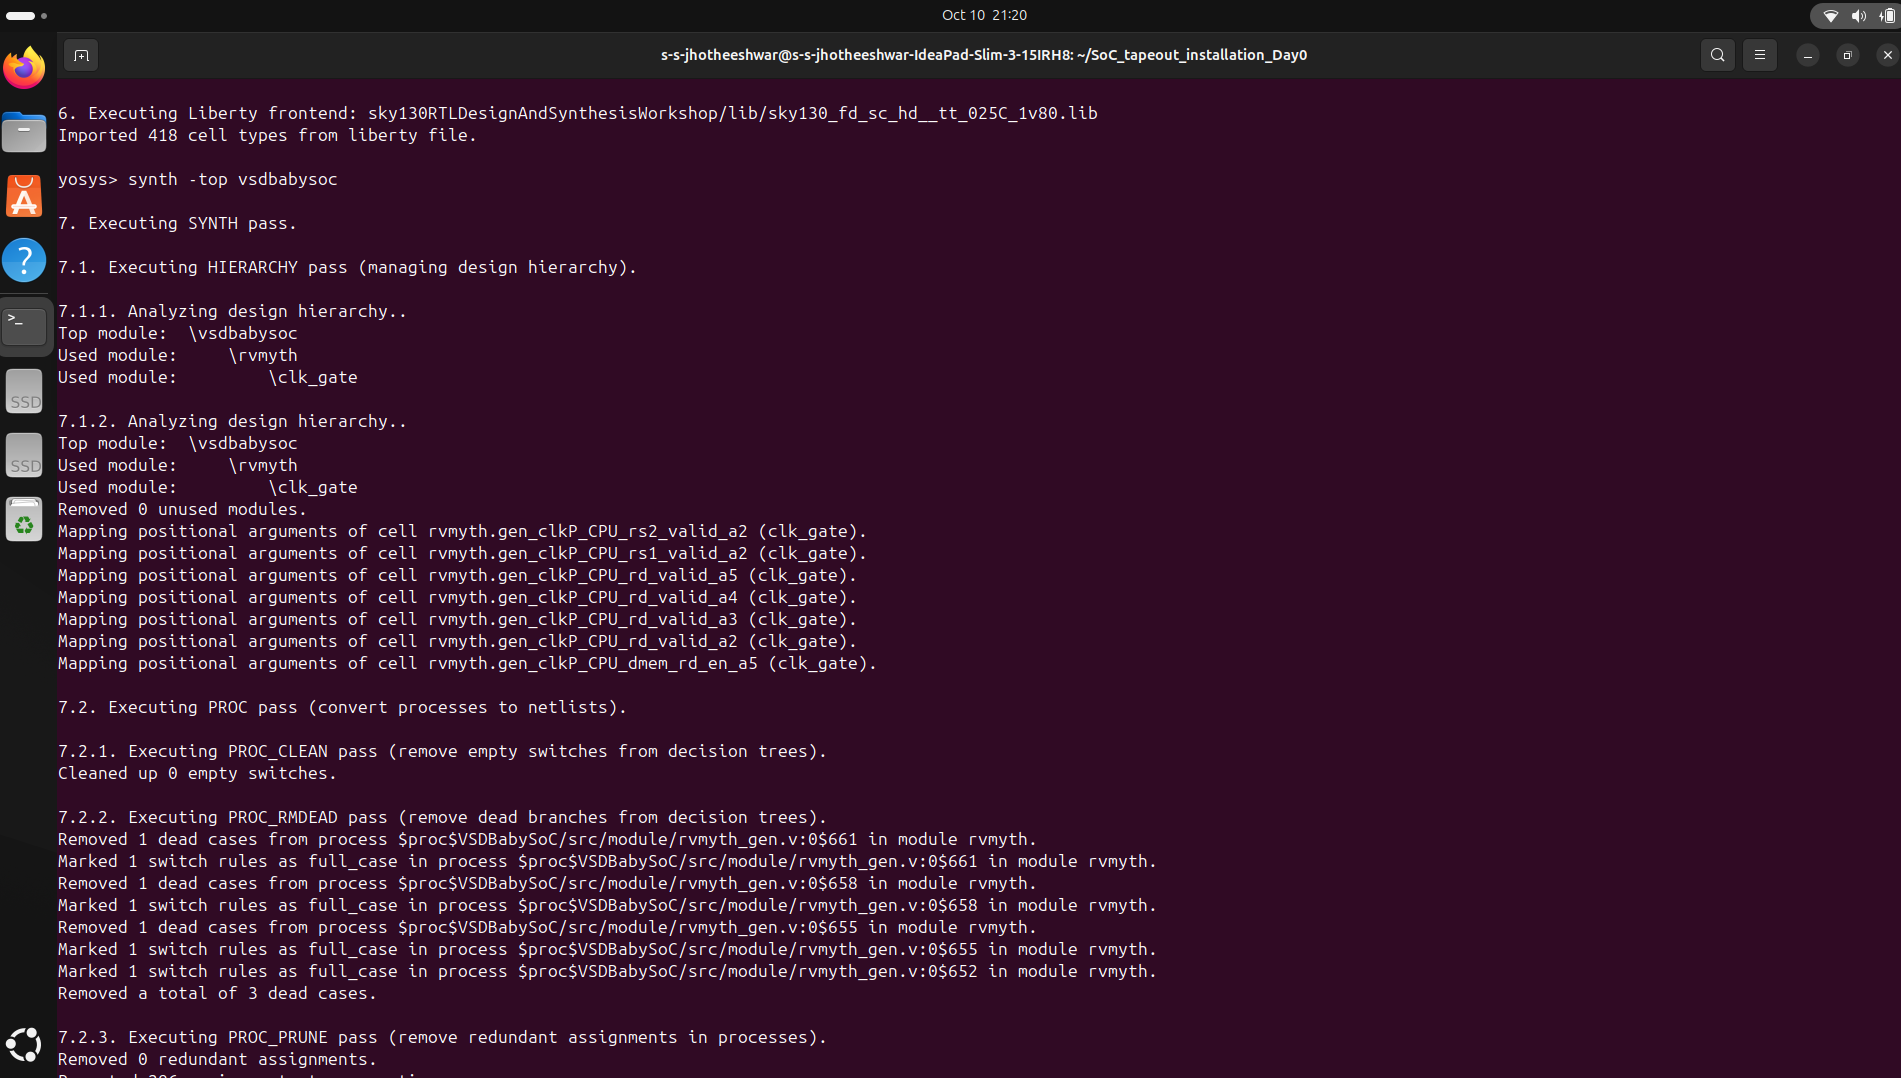 Oct 10 21:20
s-s-jhotheeshwar@s-s-jhotheeshwar-IdeaPad-Slim-3-15IRH8: ~/SoC_tapeout_installation_Day0
6. Executing Liberty frontend: sky130RTLDesignAndSynthesisWorkshop/lib/sky130_fd_sc_hd__tt_025C_1v80.lib
Imported 418 cell types from liberty file.
yosys> synth -top vsdbabysoc
7. Executing SYNTH pass.
7.1. Executing HIERARCHY pass (managing design hierarchy).
7.1.1. Analyzing design hierarchy..
Top module:  \vsdbabysoc
Used module:     \rvmyth
Used module:         \clk_gate
7.1.2. Analyzing design hierarchy..
Top module:  \vsdbabysoc
Used module:     \rvmyth
Used module:         \clk_gate
Removed 0 unused modules.
Mapping positional arguments of cell rvmyth.gen_clkP_CPU_rs2_valid_a2 (clk_gate).
Mapping positional arguments of cell rvmyth.gen_clkP_CPU_rs1_valid_a2 (clk_gate).
Mapping positional arguments of cell rvmyth.gen_clkP_CPU_rd_valid_a5 (clk_gate).
Mapping positional arguments of cell rvmyth.gen_clkP_CPU_rd_valid_a4 (clk_gate).
Mapping positional arguments of cell rvmyth.gen_clkP_CPU_rd_valid_a3 (clk_gate).
Mapping positional arguments of cell rvmyth.gen_clkP_CPU_rd_valid_a2 (clk_gate).
Mapping positional arguments of cell rvmyth.gen_clkP_CPU_dmem_rd_en_a5 (clk_gate).
7.2. Executing PROC pass (convert processes to netlists).
7.2.1. Executing PROC_CLEAN pass (remove empty switches from decision trees).
Cleaned up 0 empty switches.
7.2.2. Executing PROC_RMDEAD pass (remove dead branches from decision trees).
Removed 1 dead cases from process $proc$VSDBabySoC/src/module/rvmyth_gen.v:0$661 in module rvmyth.
Marked 1 switch rules as full_case in process $proc$VSDBabySoC/src/module/rvmyth_gen.v:0$661 in module rvmyth.
Removed 1 dead cases from process $proc$VSDBabySoC/src/module/rvmyth_gen.v:0$658 in module rvmyth.
Marked 1 switch rules as full_case in process $proc$VSDBabySoC/src/module/rvmyth_gen.v:0$658 in module rvmyth.
Removed 1 dead cases from process $proc$VSDBabySoC/src/module/rvmyth_gen.v:0$655 in module rvmyth.
Marked 1 switch rules as full_case in process $proc$VSDBabySoC/src/module/rvmyth_gen.v:0$655 in module rvmyth.
Marked 1 switch rules as full_case in process $proc$VSDBabySoC/src/module/rvmyth_gen.v:0$652 in module rvmyth.
Removed a total of 3 dead cases.
7.2.3. Executing PROC_PRUNE pass (remove redundant assignments in processes).
Removed 0 redundant assignments.
>_
SSD
SSD